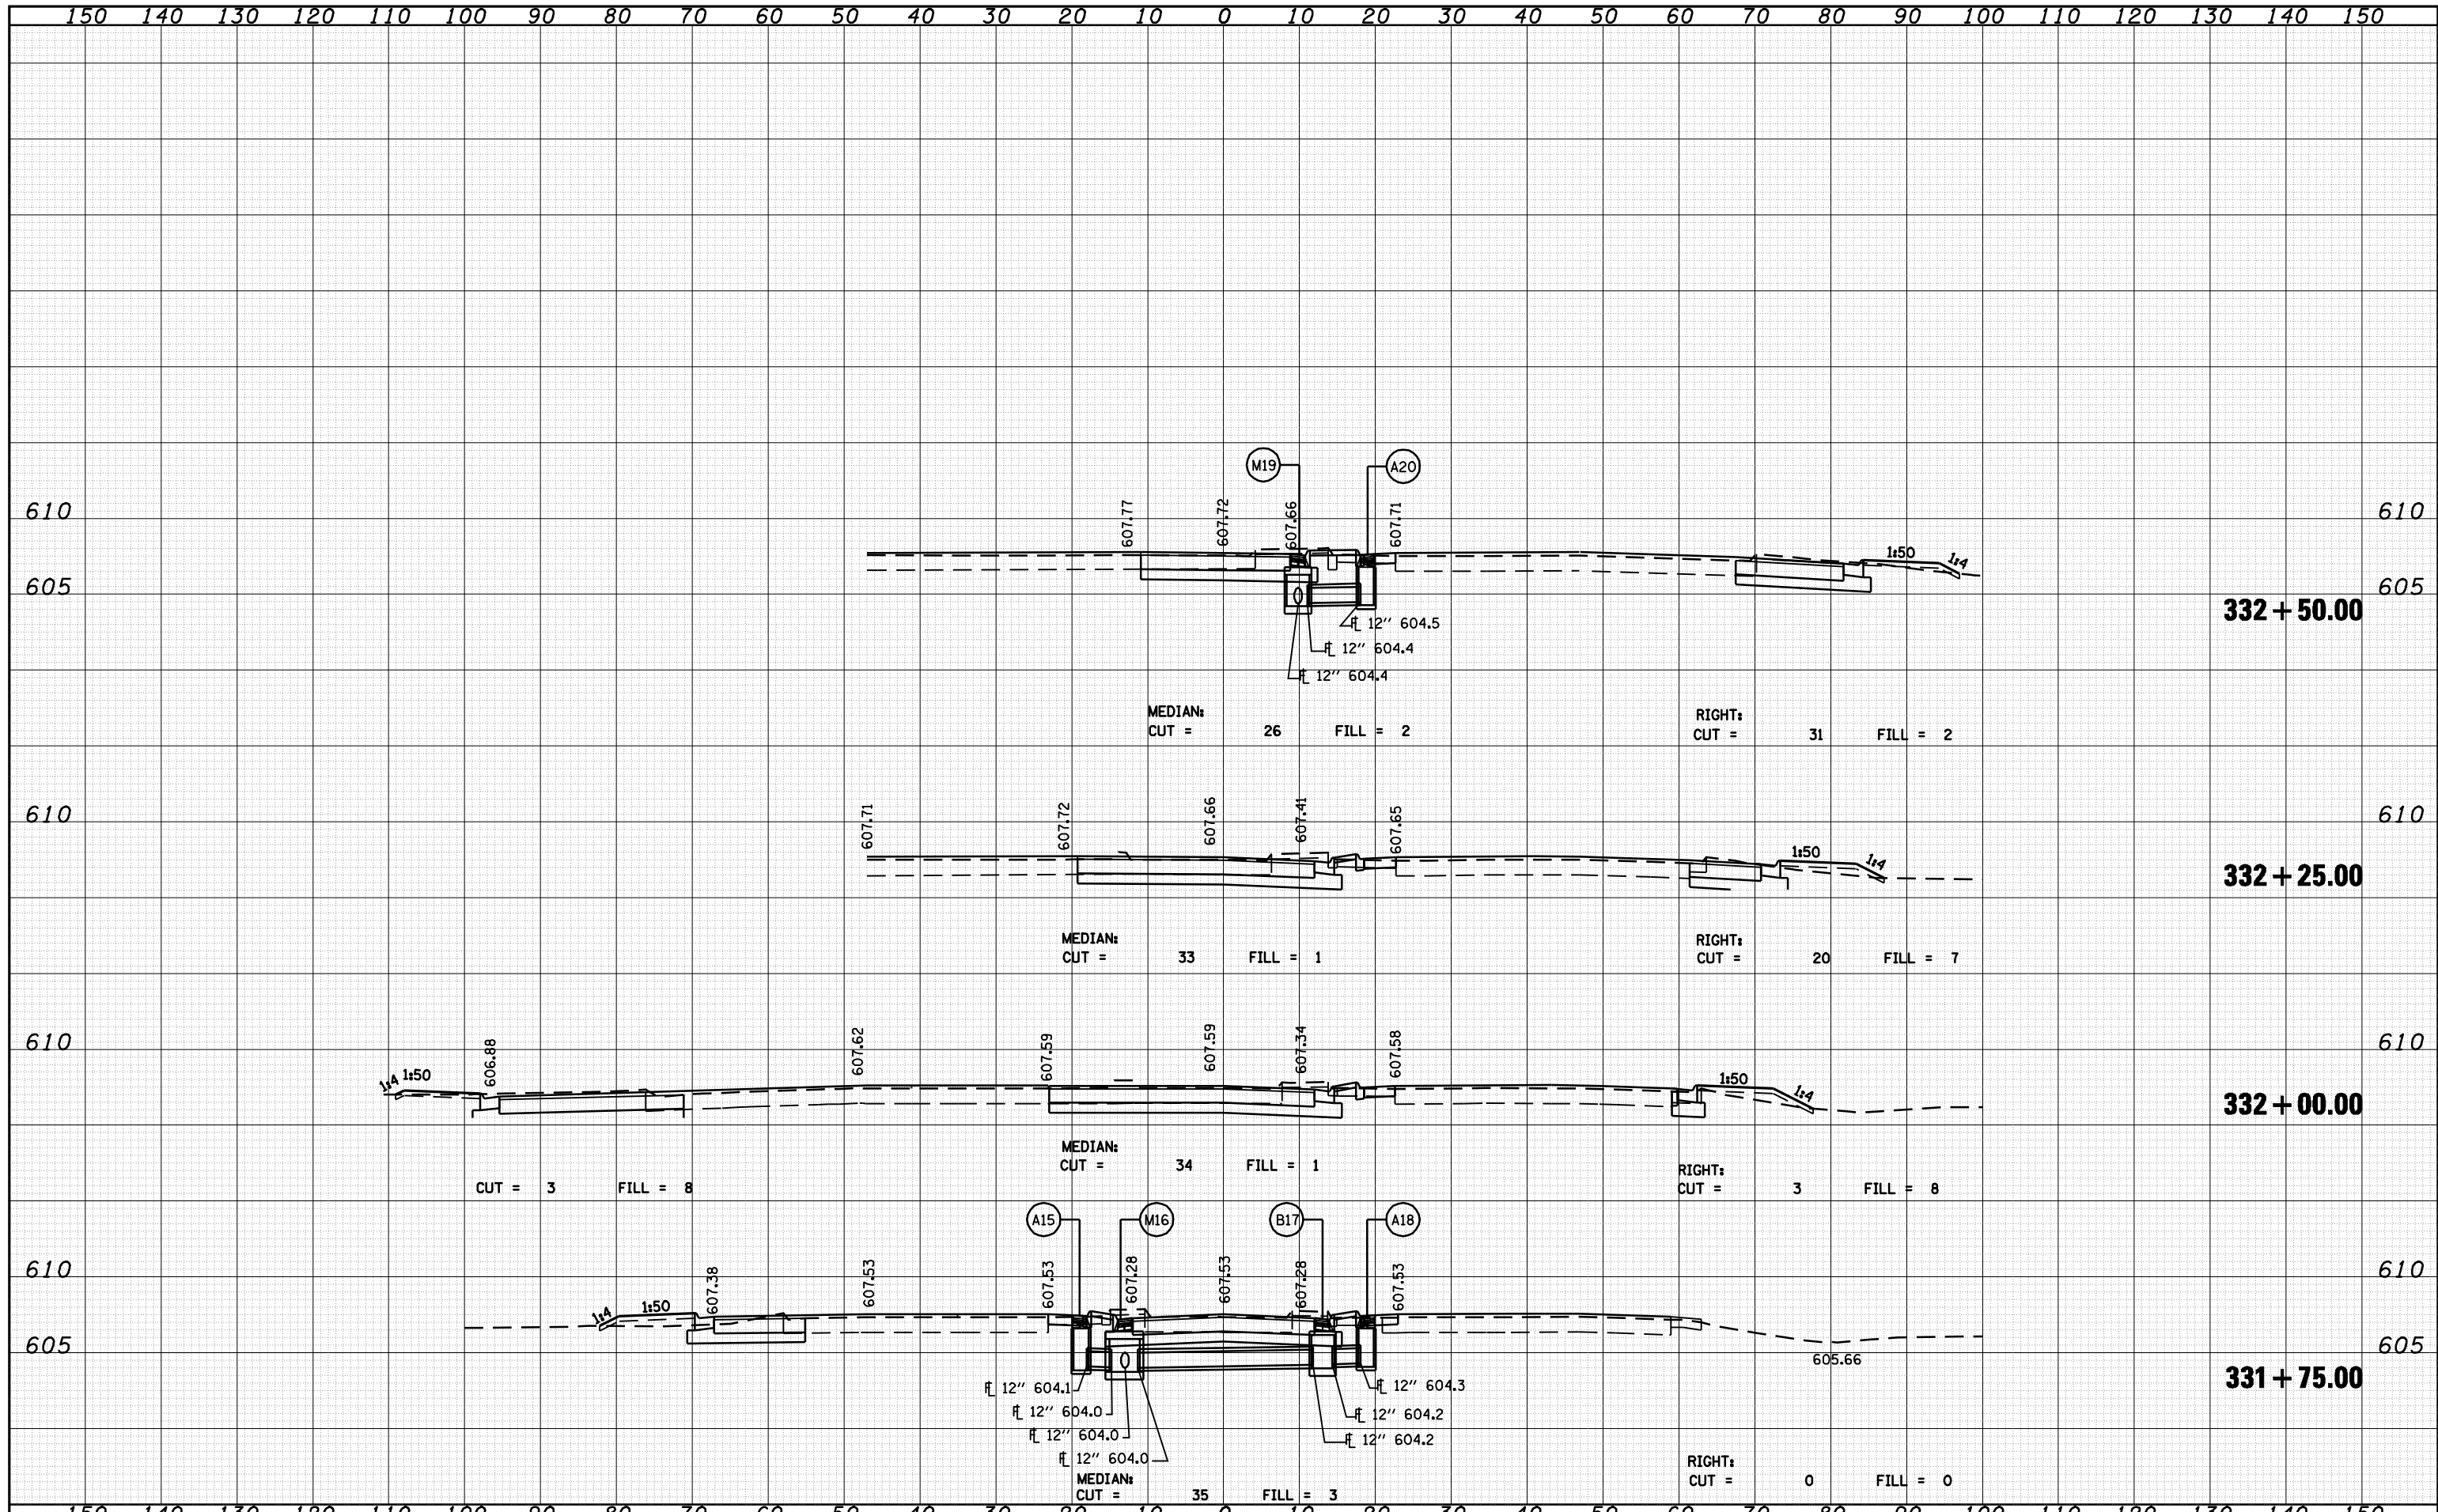 150 140 130 120 110 100 90 80 70 60 50 40 30 20 10 0 10 20 30 40 50 60 70 80 90 100 110 120 130 140 150
M19 A20
610 607.77 607.72 607.66 607.71 610
1:50 1:4
605 605
332+50.00
℄ 12'' 604.5
℄ 12'' 604.4
℄ 12'' 604.4
MEDIAN: RIGHT:
CUT = 26 FILL = 2 CUT = 31 FILL = 2
610 607.71 607.72 607.66 607.41 607.65 610
1:50 1:4
332+25.00
MEDIAN: RIGHT:
CUT = 33 FILL = 1 CUT = 20 FILL = 7
610 606.88 607.62 607.59 607.59 607.34 607.58 610
1:4 1:50 1:50 1:4
332+00.00
MEDIAN: RIGHT:
CUT = 34 FILL = 1
CUT = 3 FILL = 8 CUT = 3 FILL = 8
A15 M16 B17 A18
610 607.38 607.53 607.53 607.28 607.53 607.28 607.53 610
1:4 1:50
605 605.66 605
331+75.00
℄ 12'' 604.1 ℄ 12'' 604.3
℄ 12'' 604.0 ℄ 12'' 604.2
℄ 12'' 604.0 ℄ 12'' 604.2
℄ 12'' 604.0
MEDIAN: RIGHT:
CUT = 35 FILL = 3 CUT = 0 FILL = 0
150 140 130 120 110 100 90 80 70 60 50 40 30 20 10 0 10 20 30 40 50 60 70 80 90 100 110 120 130 140 150